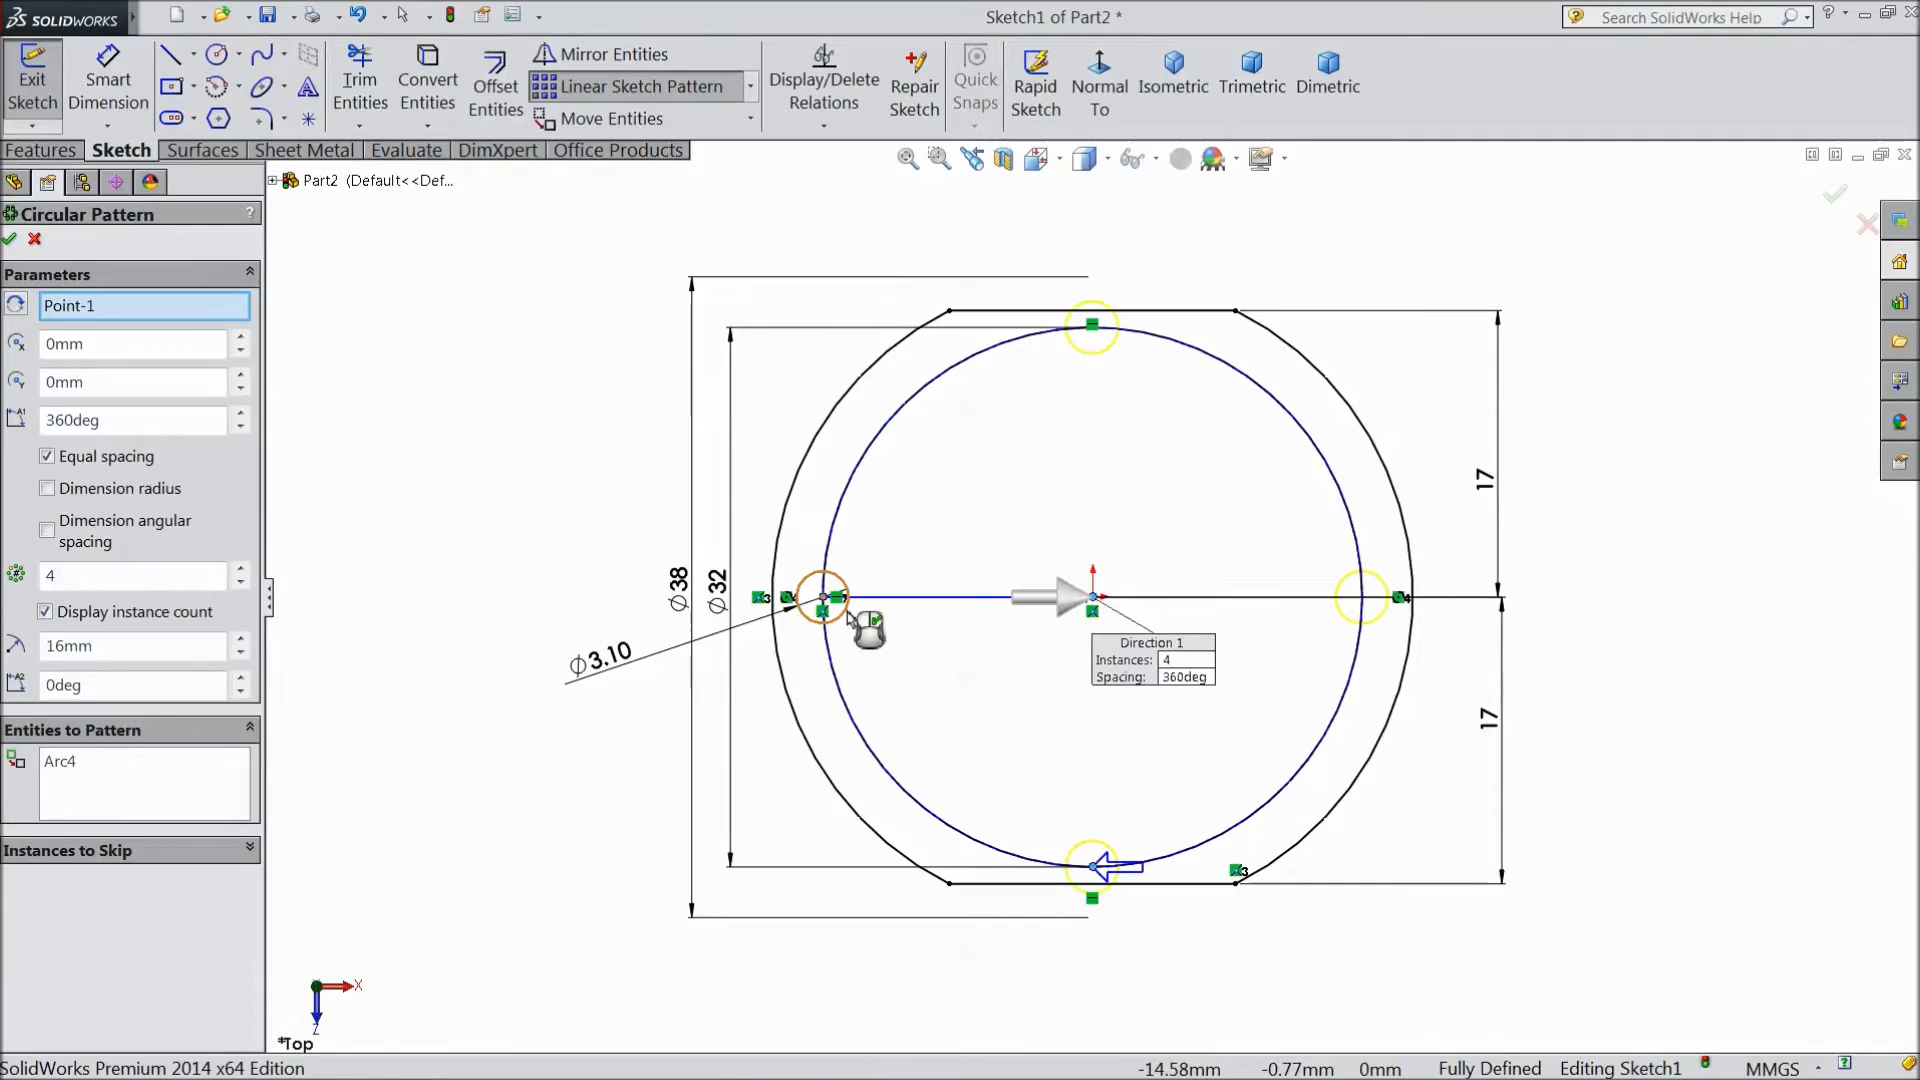 SOLIDWORKS
Sketch1 of Part2 *
Search SolidWorks Help
Exit Sketch
Smart Dimension
Trim Entities
Convert Entities
Offset Entities
Mirror Entities
Linear Sketch Pattern
Move Entities
Display/Delete Relations
Repair Sketch
Quick Snaps
Rapid Sketch
Normal To
Isometric
Trimetric
Dimetric
Features
Sketch
Surfaces
Sheet Metal
Evaluate
DimXpert
Office Products
Part2 (Default<<Def...
Circular Pattern
?
Parameters
Point-1
0mm
0mm
360deg
Equal spacing
Dimension radius
Dimension angular
spacing
4
Display instance count
16mm
0deg
Entities to Pattern
Arc4
Instances to Skip
∅38
∅32
∅3.10
17
17
Direction 1
Instances: 4
Spacing: 360deg
X
Z
*Top
SolidWorks Premium 2014 x64 Edition
-14.58mm
-0.77mm
0mm
Fully Defined
Editing Sketch1
MMGS